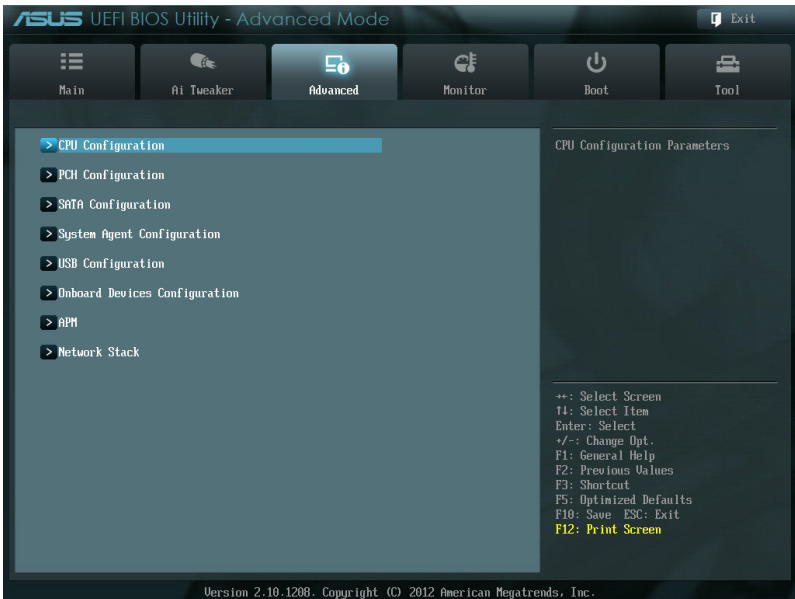 ASUS UEFI BIOS Utility - Advanced Mode
Exit
Main
Ai Tweaker
Advanced
Monitor
Boot
Tool
> CPU Configuration
> PCH Configuration
> SATA Configuration
> System Agent Configuration
> USB Configuration
> Onboard Devices Configuration
> APM
> Network Stack
CPU Configuration Parameters
→←: Select Screen
↑↓: Select Item
Enter: Select
+/-: Change Opt.
F1: General Help
F2: Previous Values
F3: Shortcut
F5: Optimized Defaults
F10: Save  ESC: Exit
F12: Print Screen
Version 2.10.1208. Copyright (C) 2012 American Megatrends, Inc.